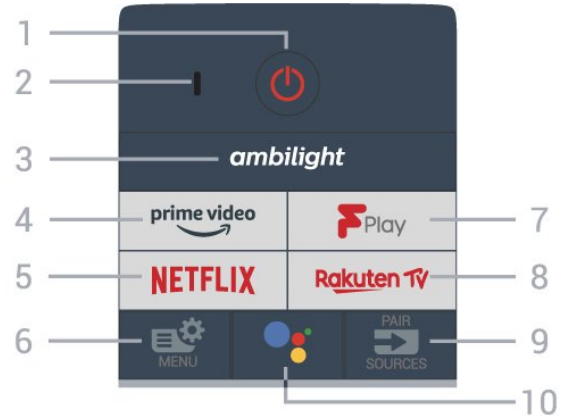 1
2
3 ambilight
4 prime video FPlay 7
5 NETFLIX Rakuten TV 8
6 MENU PAIR SOURCES 9
10